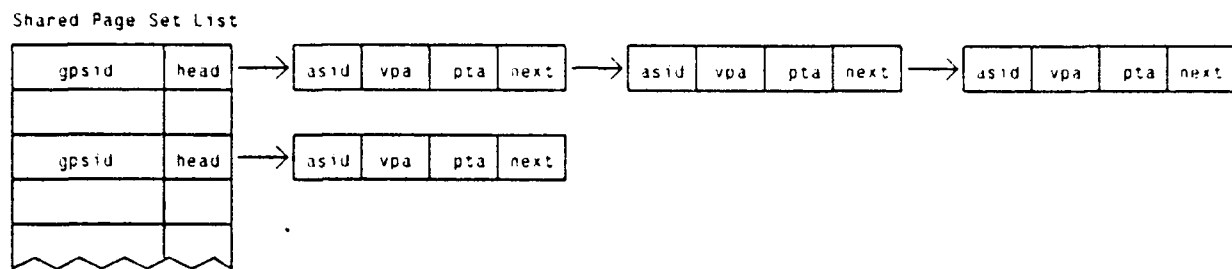 Shared Page Set List
gpsid head asid vpa pta next asid vpa pta next asid vpa pta next
gpsid head asid vpa pta next